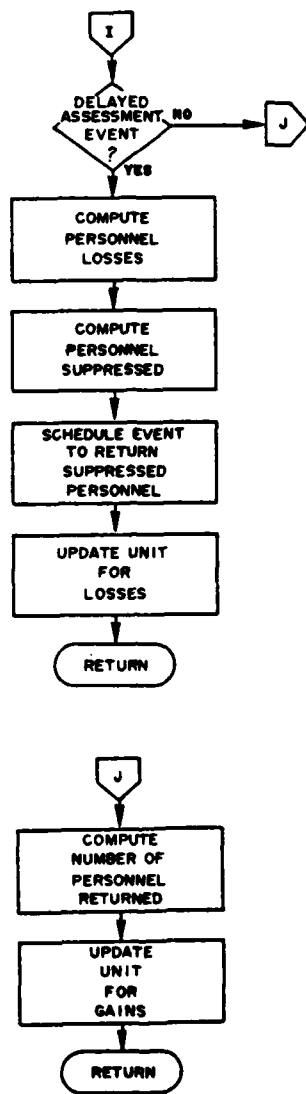 I
DELAYED
ASSESSMENT
EVENT
?
NO
J
YES
COMPUTE
PERSONNEL
LOSSES
COMPUTE
PERSONNEL
SUPPRESSED
SCHEDULE EVENT
TO RETURN
SUPPRESSED
PERSONNEL
UPDATE UNIT
FOR
LOSSES
RETURN
J
COMPUTE
NUMBER OF
PERSONNEL
RETURNED
UPDATE
UNIT
FOR
GAINS
RETURN